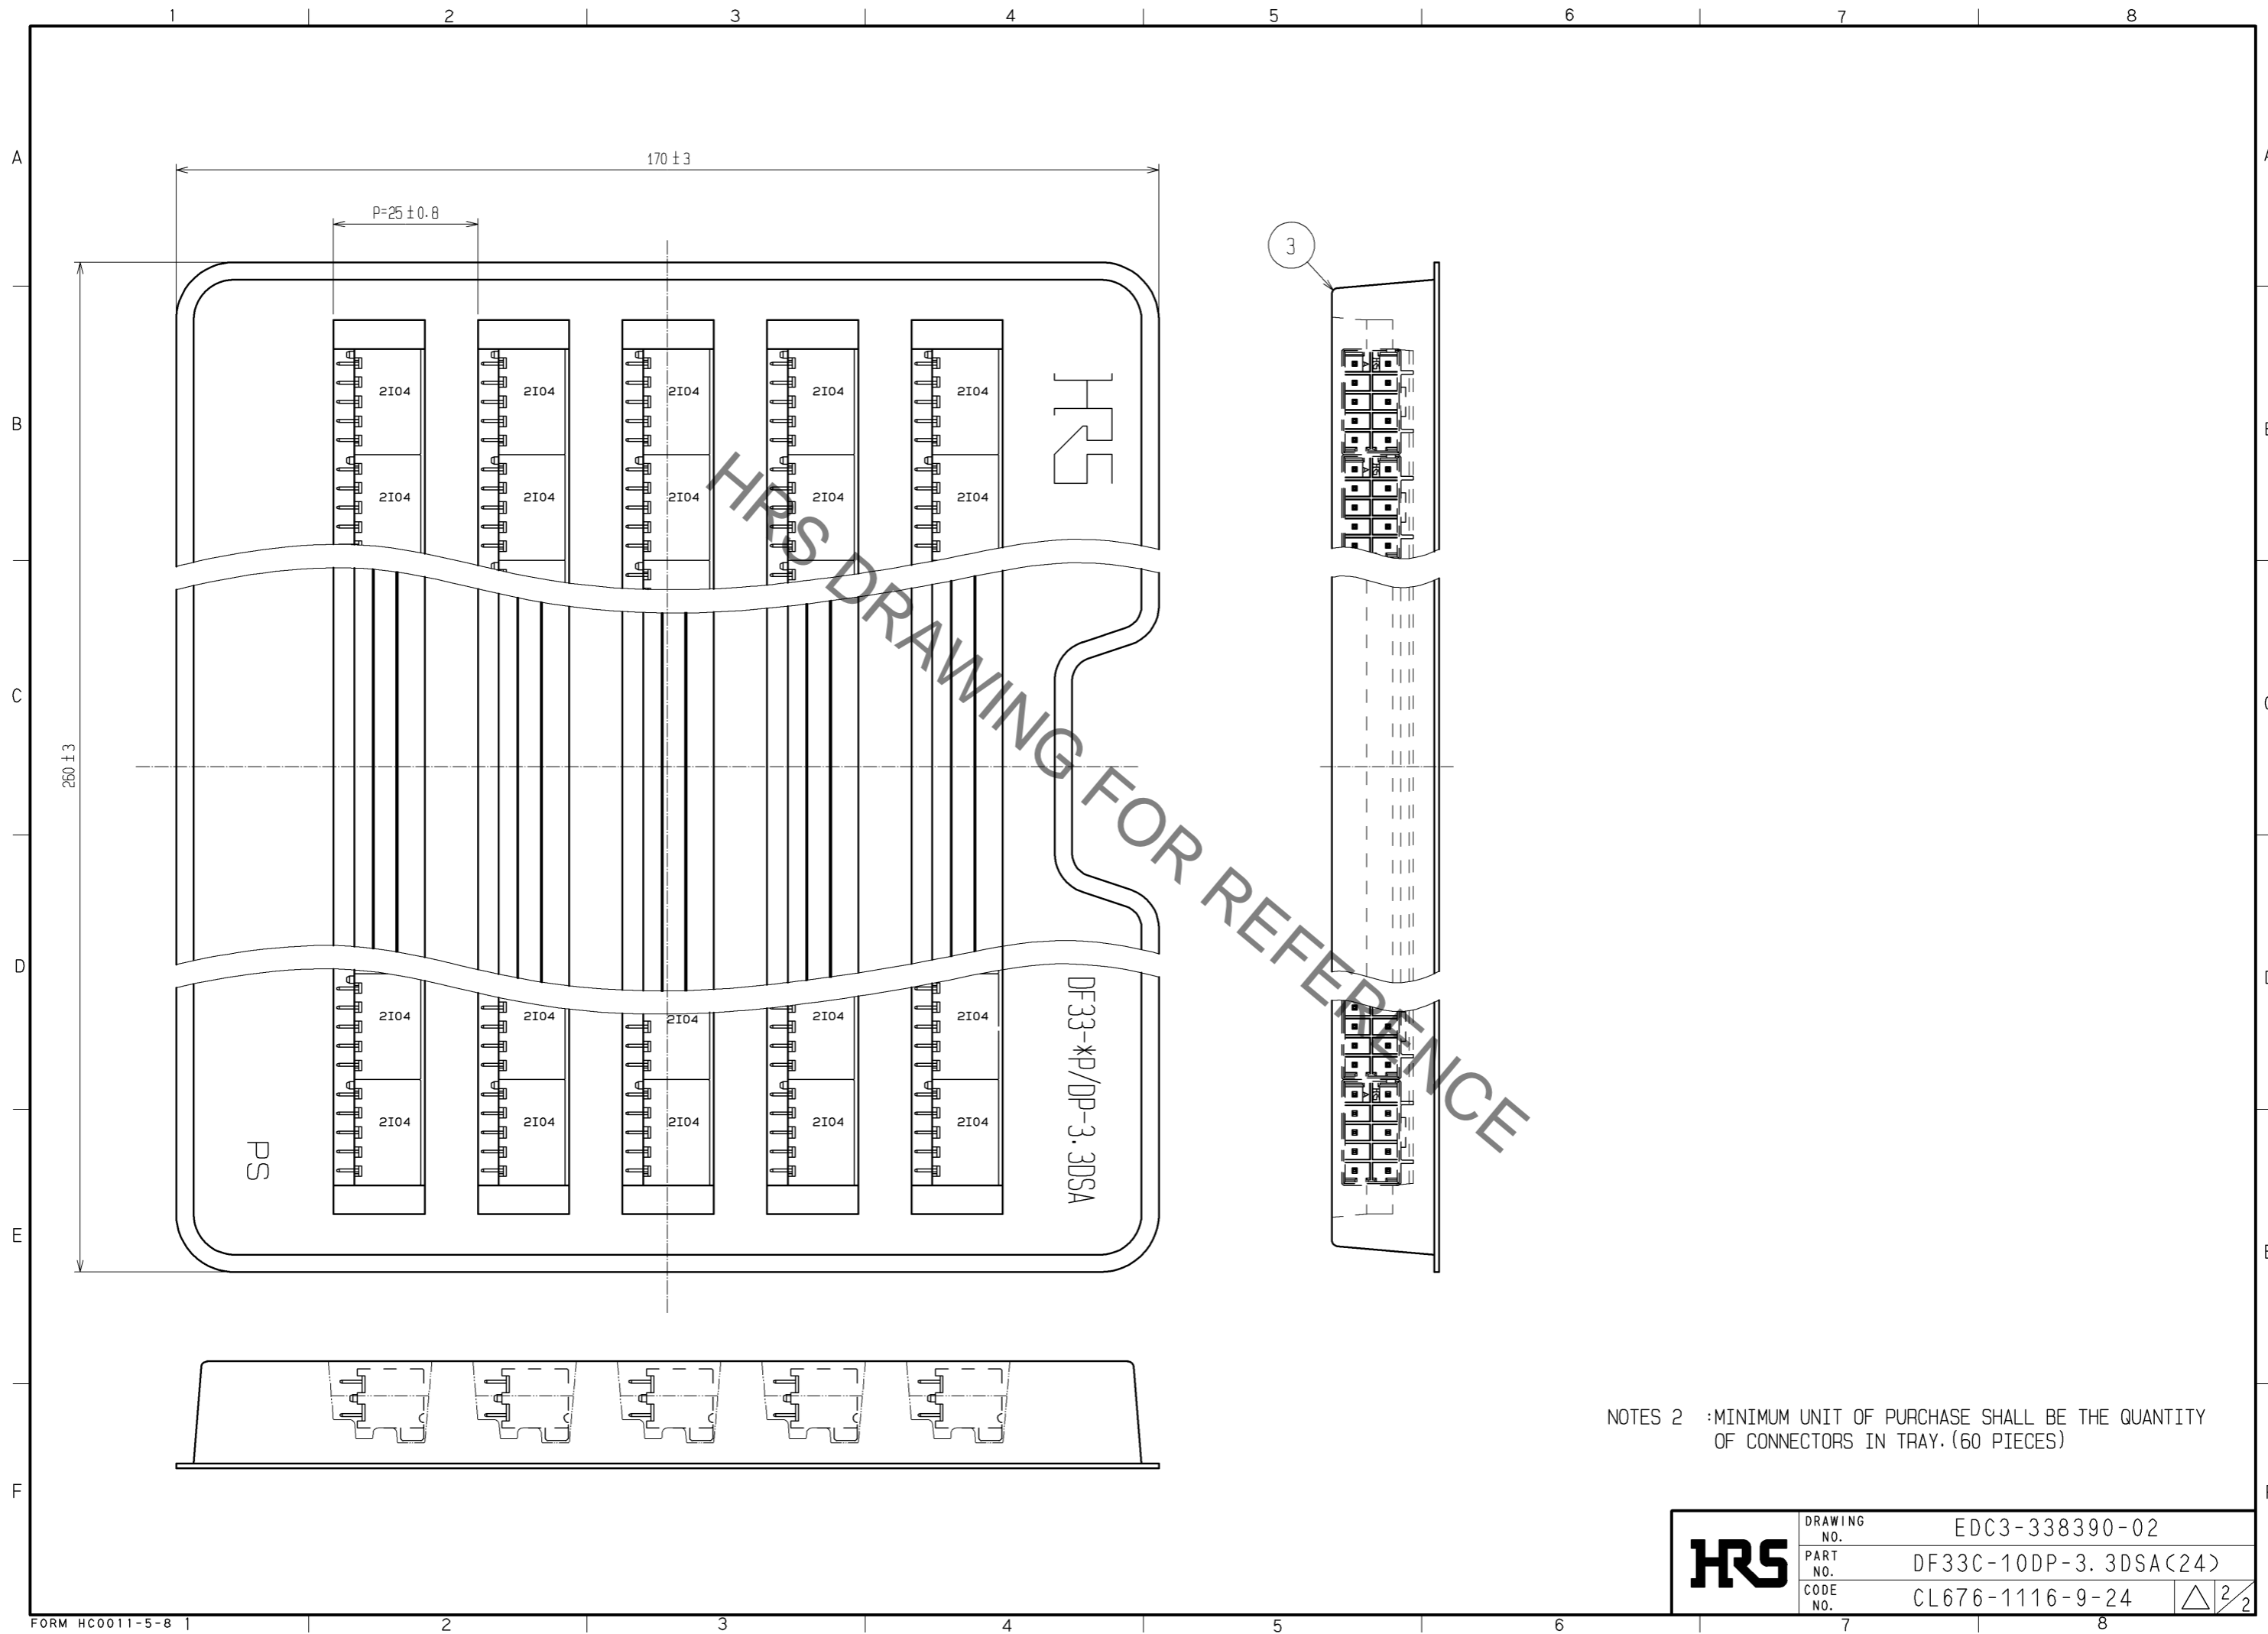 1 2 3 4 5 6 7 8
A
B
C
D
E
F
170±3
P=25±0.8
260±3
3
2I04 2I04 2I04 2I04 2I04
2I04 2I04 2I04 2I04 2I04
HRS
HRS DRAWING FOR REFERENCE
2I04 2I04 2I04 2I04 2I04
2I04 2I04 2I04 2I04 2I04
DF33-*P/DP-3.3DSA
PS
NOTES 2 :MINIMUM UNIT OF PURCHASE SHALL BE THE QUANTITY
OF CONNECTORS IN TRAY.(60 PIECES)
HRS
DRAWING NO. EDC3-338390-02
PART NO. DF33C-10DP-3.3DSA(24)
CODE NO. CL676-1116-9-24 2/2
FORM HC0011-5-8 1 2 3 4 5 6 7 8